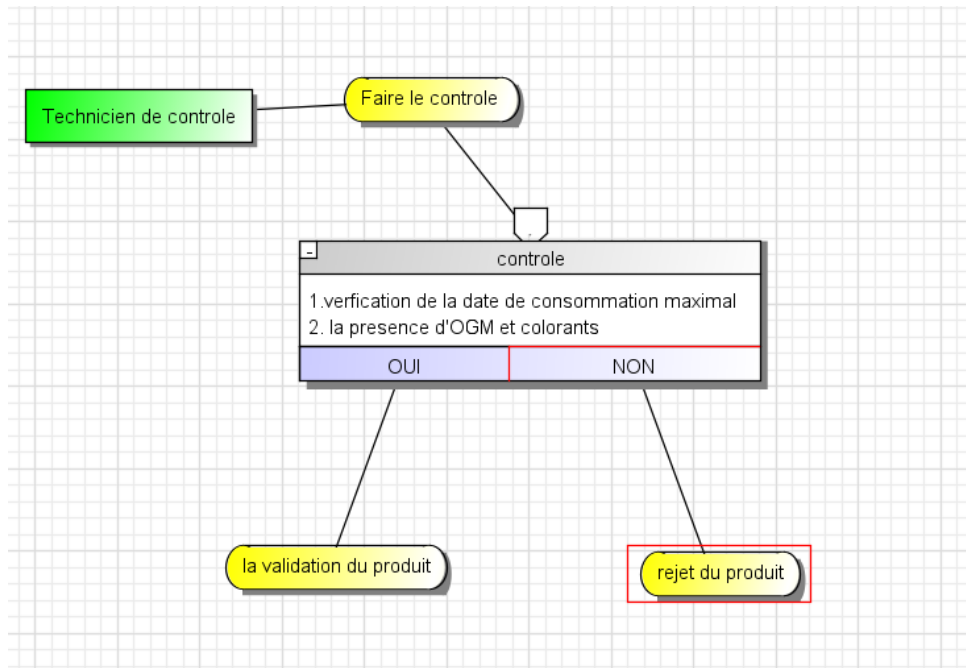 Faire le controle
Technicien de controle
controle
1.verfication de la date de consommation maximal
2. la presence d'OGM et colorants
OUI
NON
la validation du produit
rejet du produit